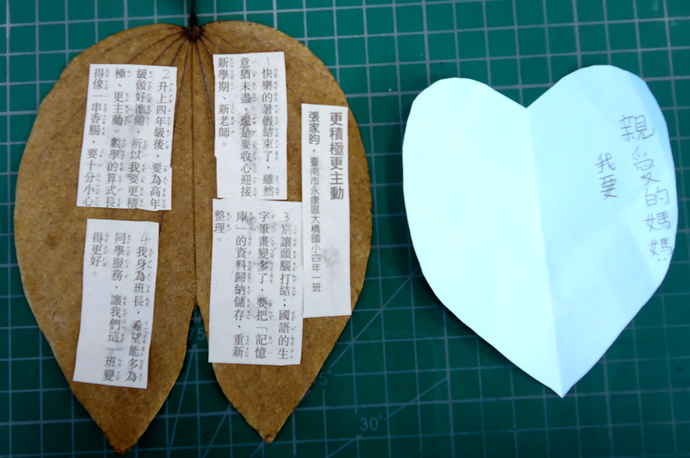 更積極更主動
張家昀,臺南市永康區大橋國小四年一班
1快樂的暑假結束了,雖然
意猶未盡,還是要收心迎接
新學期、新老師。
2升上四年級後,要為高年
級做好準備,所以我要更積
極、更主動。數學的算式長
得像一串香腸,要十分小心
3別讓頭腦打結;國語的生
字筆畫變多了,要把「記憶
庫」的資料歸納儲存,重新
整理。
4我身為班長,希望能多為
同學服務,讓我們這一班變
得更好。
親愛的媽媽
我要
30°